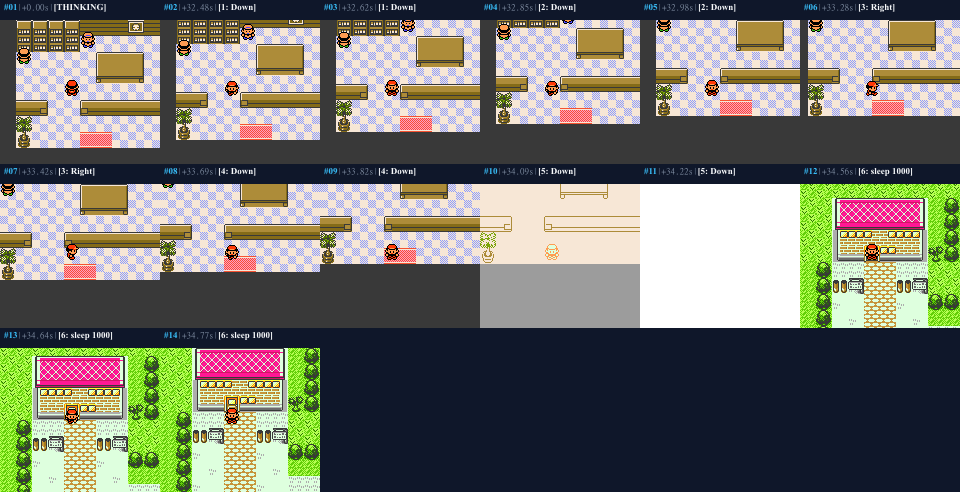 #01|+0.00s| [THINKING]
#02|+32.48s| [1: Down]
#03|+32.62s| [1: Down]
#04|+32.85s| [2: Down]
#05|+32.98s| [2: Down]
#06|+33.28s| [3: Right]
#07|+33.42s| [3: Right]
#08|+33.69s| [4: Down]
#09|+33.82s| [4: Down]
#10|+34.09s| [5: Down]
#11|+34.22s| [5: Down]
#12|+34.56s| [6: sleep 1000]
#13|+34.64s| [6: sleep 1000]
#14|+34.77s| [6: sleep 1000]